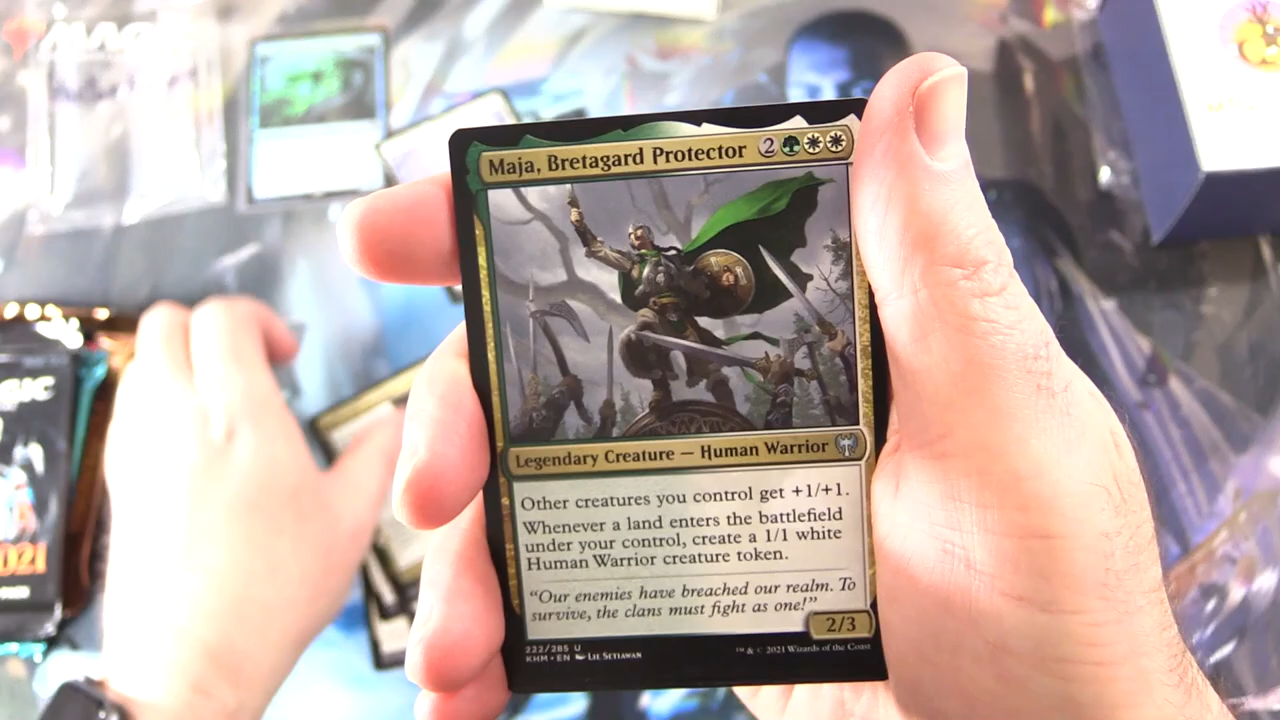 MAGIC
Maja, Bretagard Protector 2
Legendary Creature — Human Warrior
Other creatures you control get +1/+1.
Whenever a land enters the battlefield
under your control, create a 1/1 white
Human Warrior creature token.
“Our enemies have breached our realm. To
survive, the clans must fight as one!”
2/3
222/285 U
KHM • EN Lie Setiawan
™ & © 2021 Wizards of the Coast
2021